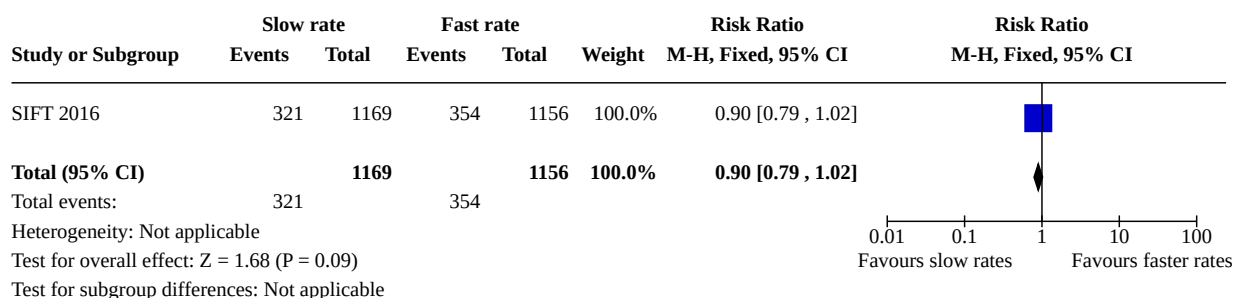 Slow rate Fast rate Risk Ratio Risk Ratio
Study or Subgroup Events Total Events Total Weight M-H, Fixed, 95% CI M-H, Fixed, 95% CI
SIFT 2016 321 1169 354 1156 100.0% 0.90 [0.79 , 1.02]
Total (95% CI) 1169 1156 100.0% 0.90 [0.79 , 1.02]
Total events: 321 354
Heterogeneity: Not applicable 0.01 0.1 1 10 100
Test for overall effect: Z = 1.68 (P = 0.09) Favours slow rates Favours faster rates
Test for subgroup differences: Not applicable